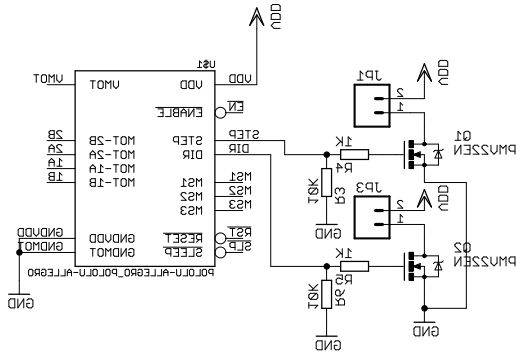 VDD
U$1
VMOT
VMOT
VDD
VDD
ENABLE
EN
2B
MOT-2B
STEP
STEP
2A
MOT-2A
DIR
DIR
1A
MOT-1A
1B
MOT-1B
MS1
MS1
MS2
MS2
MS3
MS3
GNDVDD
GNDVDD
RESET
RST
GNDMOT
GNDMOT
SLEEP
SLP
POLOLU-ALLEGRO_POLOLU-ALLEGRO
GND
VDD
JP1
2
1
Q1
PMV22EN
1K
R4
10K
R3
GND
VDD
JP3
2
1
Q2
PMV22EN
1K
R5
10K
R6
GND
GND